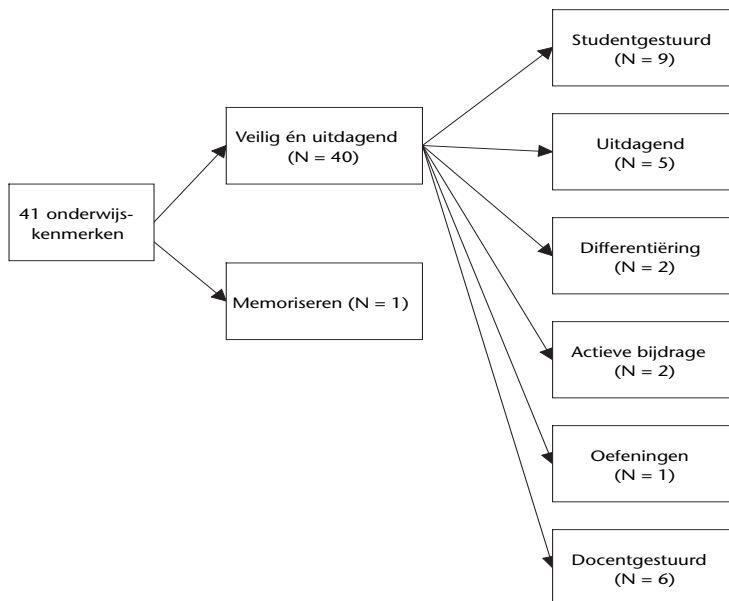 41 onderwijs-
kenmerken
Veilig én uitdagend
(N = 40)
Memoriseren (N = 1)
Studentgestuurd
(N = 9)
Uitdagend
(N = 5)
Differentiëring
(N = 2)
Actieve bijdrage
(N = 2)
Oefeningen
(N = 1)
Docentgestuurd
(N = 6)